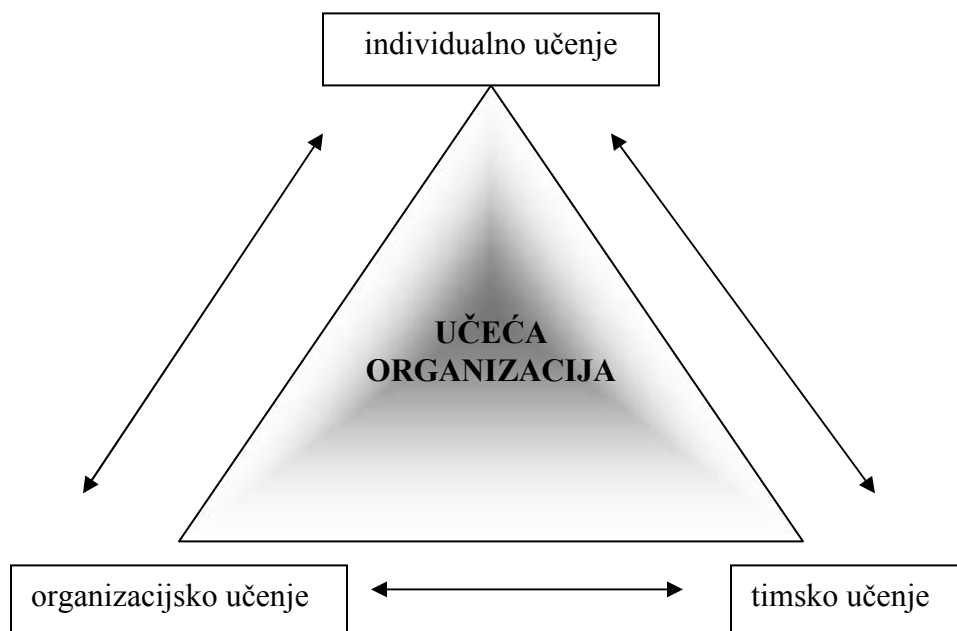 individualno učenje
UČEĆA
ORGANIZACIJA
organizacijsko učenje
timsko učenje